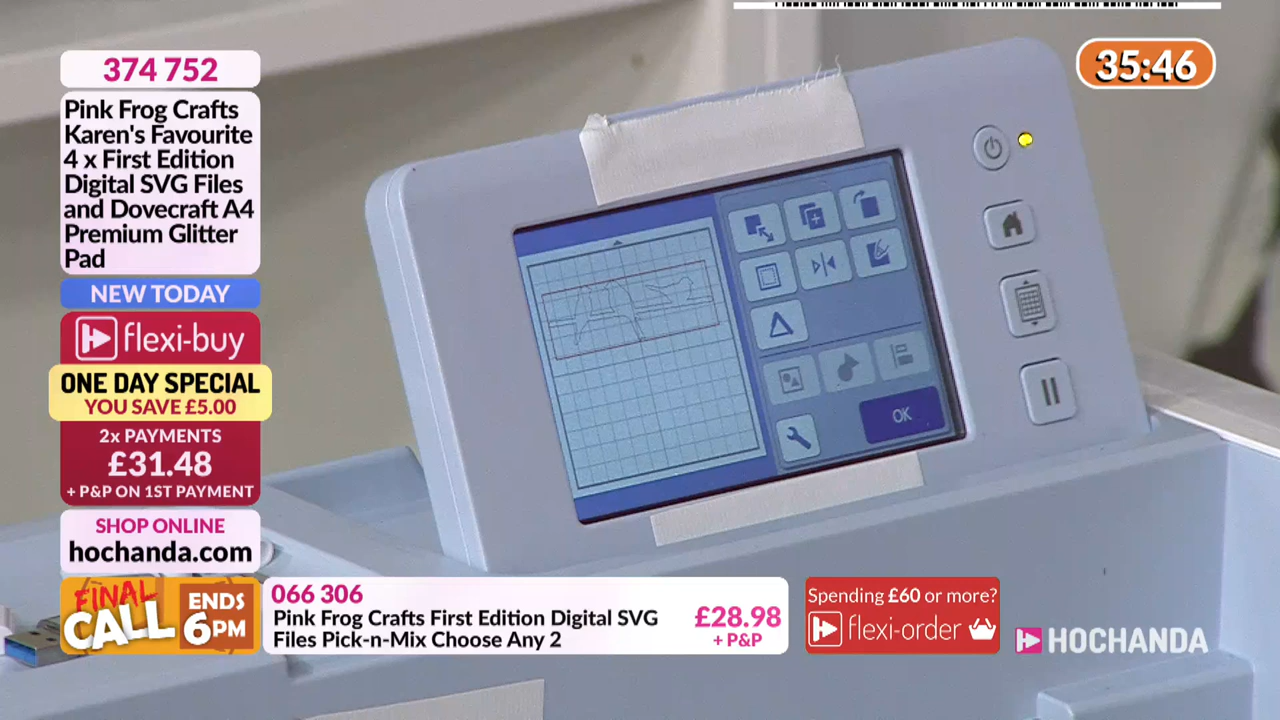 374 752
Pink Frog Crafts
Karen's Favourite
4 x First Edition
Digital SVG Files
and Dovecraft A4
Premium Glitter
Pad
NEW TODAY
flexi-buy
ONE DAY SPECIAL
YOU SAVE £5.00
2x PAYMENTS
£31.48
+ P&P ON 1ST PAYMENT
SHOP ONLINE
hochanda.com
FINAL
CALL
ENDS
6PM
066 306
Pink Frog Crafts First Edition Digital SVG
Files Pick-n-Mix Choose Any 2
£28.98
+ P&P
Spending £60 or more?
flexi-order
HOCHANDA
35:46
OK